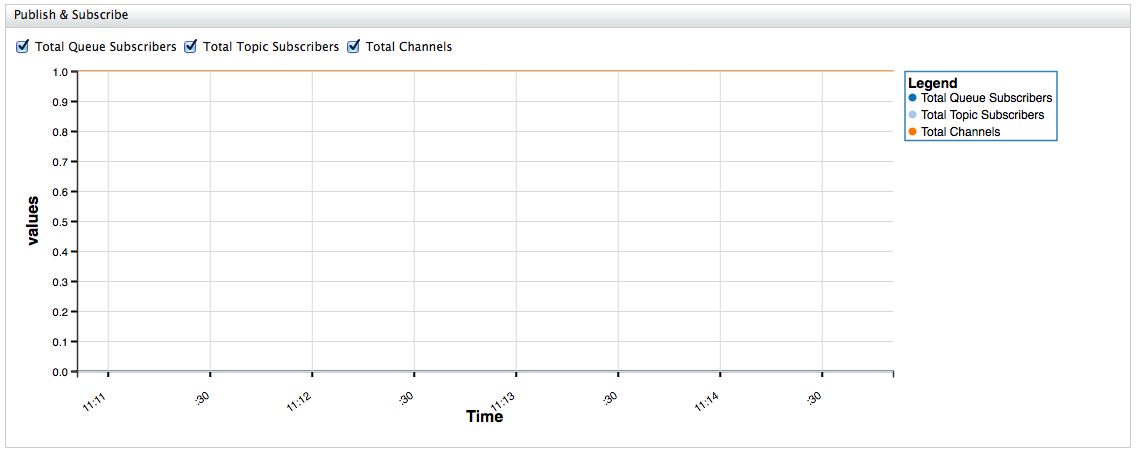 Publish & Subscribe
Total Queue Subscribers Total Topic Subscribers Total Channels
1.0
0.9
0.8
0.7
0.6
0.5
0.4
0.3
0.2
0.1
0.0
values
11:11 :30 11:12 :30 11:13 :30 11:14 :30
Time
Legend
Total Queue Subscribers
Total Topic Subscribers
Total Channels